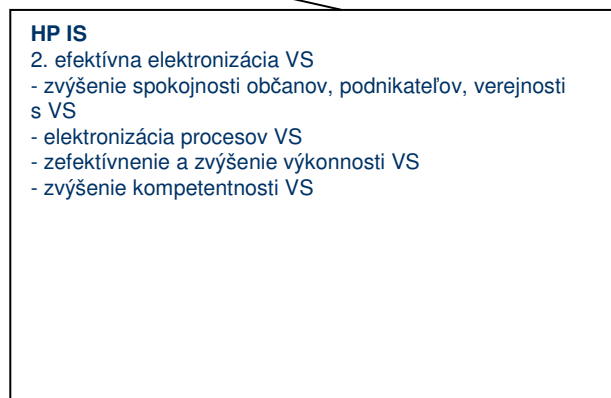 HP IS
2. efektívna elektronizácia VS
- zvýšenie spokojnosti občanov, podnikateľov, verejnosti
s VS
- elektronizácia procesov VS
- zefektívnenie a zvýšenie výkonnosti VS
- zvýšenie kompetentnosti VS